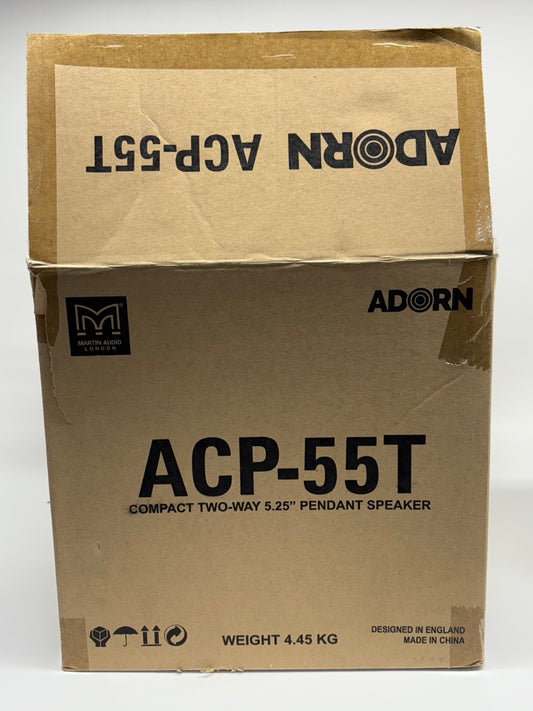 ADORN ACP-55T
MARTIN AUDIO
LONDON
ADORN
ACP-55T
COMPACT TWO-WAY 5.25” PENDANT SPEAKER
WEIGHT 4.45 KG
DESIGNED IN ENGLAND
MADE IN CHINA